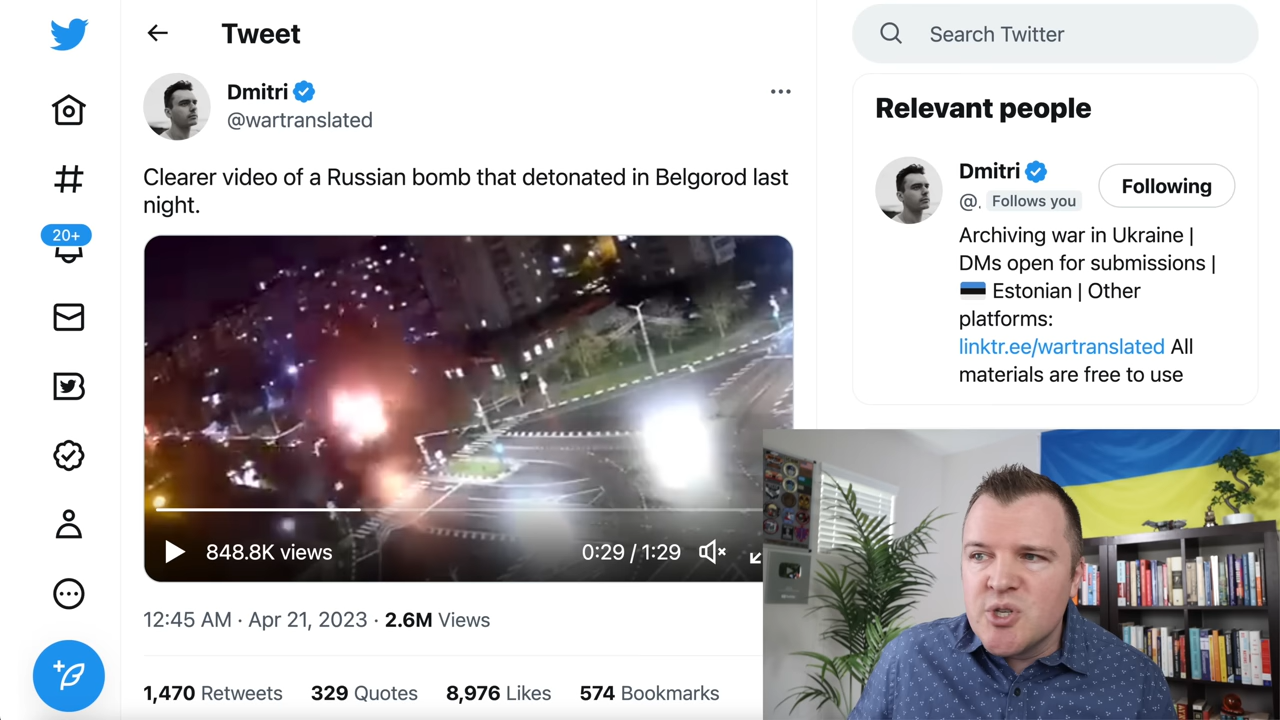 Tweet
Search Twitter
Dmitri
@wartranslated
Clearer video of a Russian bomb that detonated in Belgorod last
night.
848.8K views
0:29 / 1:29
12:45 AM · Apr 21, 2023 · 2.6M Views
1,470 Retweets 329 Quotes 8,976 Likes 574 Bookmarks
20+
Relevant people
Dmitri
@. Follows you
Following
Archiving war in Ukraine |
DMs open for submissions |
Estonian | Other
platforms:
linktr.ee/wartranslated All
materials are free to use